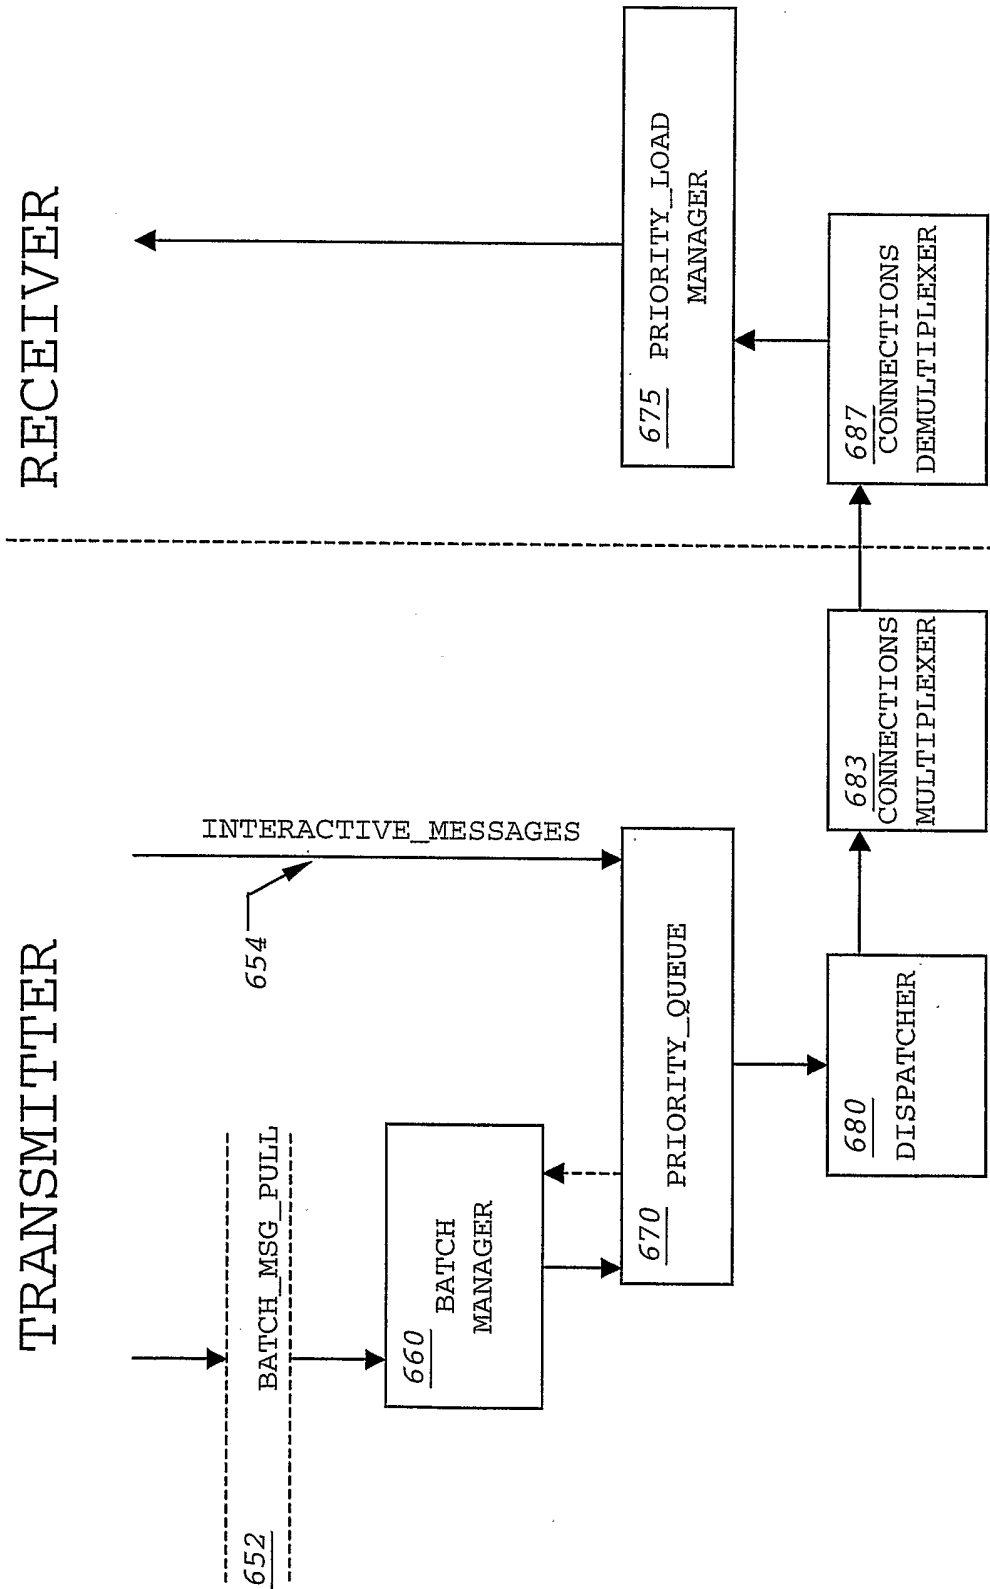 TRANSMITTER
RECEIVER
652
BATCH_MSG_PULL
654
INTERACTIVE_MESSAGES
660
BATCH
MANAGER
670 PRIORITY_QUEUE
675 PRIORITY_LOAD
MANAGER
680
DISPATCHER
683
CONNECTIONS
MULTIPLEXER
687
CONNECTIONS
DEMULTIPLEXER